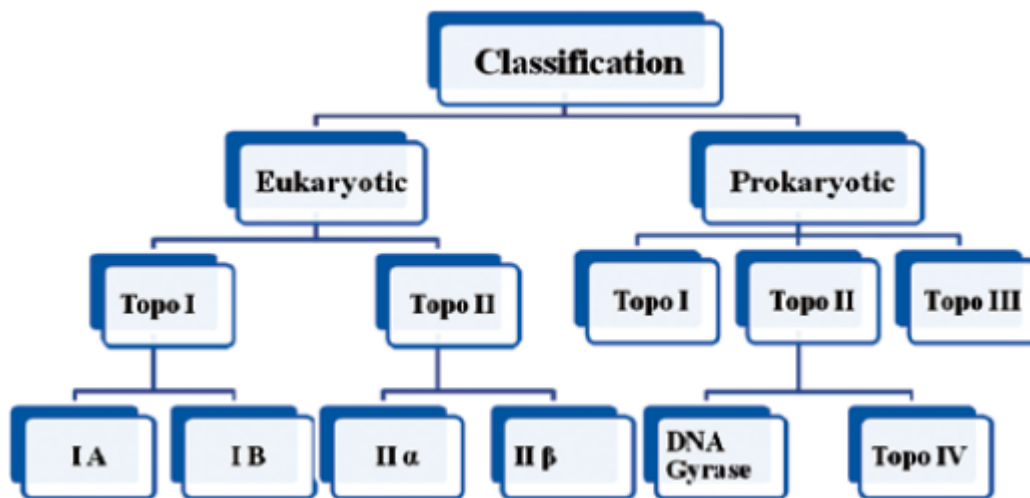 Classification
Eukaryotic
Prokaryotic
Topo I
Topo II
Topo I
Topo II
Topo III
I A
I B
II α
II β
DNA
Gyrase
Topo IV